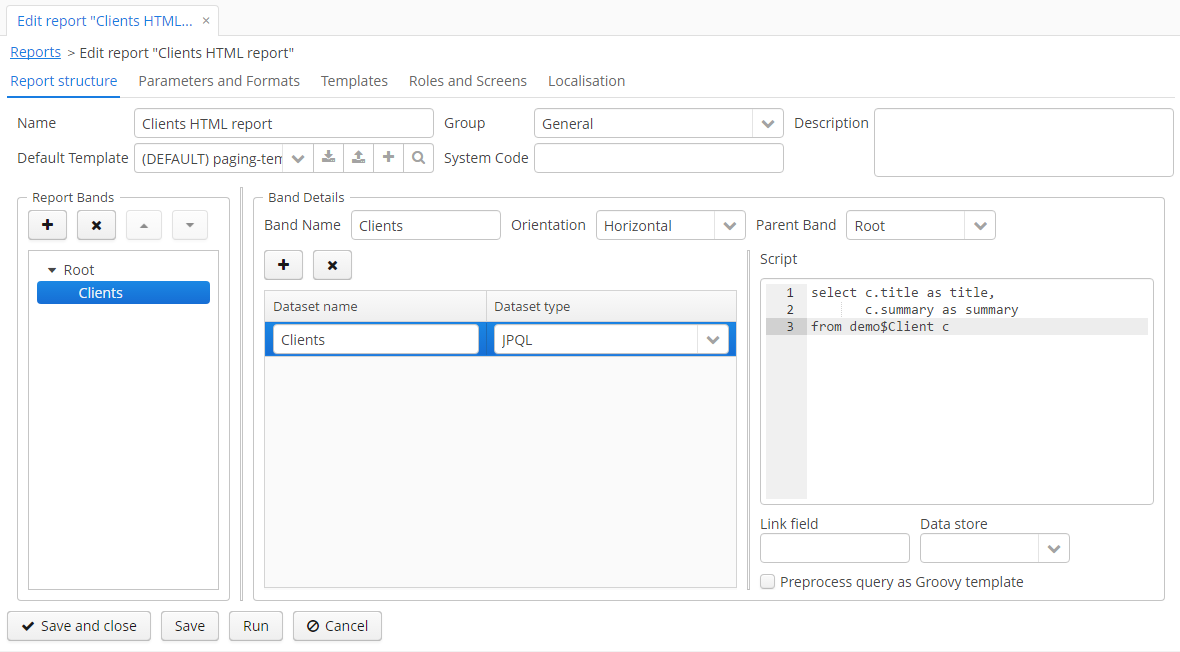 Edit report "Clients HTML... ×
Reports > Edit report "Clients HTML report"
Report structure Parameters and Formats Templates Roles and Screens Localisation
Name Clients HTML report Group General Description
Default Template (DEFAULT) paging-tem System Code
Report Bands Band Details
Band Name Clients Orientation Horizontal Parent Band Root
Root
Clients
Dataset name Dataset type
Clients JPQL
Script
1 select c.title as title,
2 c.summary as summary
3 from demo$Client c
Link field Data store
Preprocess query as Groovy template
Save and close Save Run Cancel